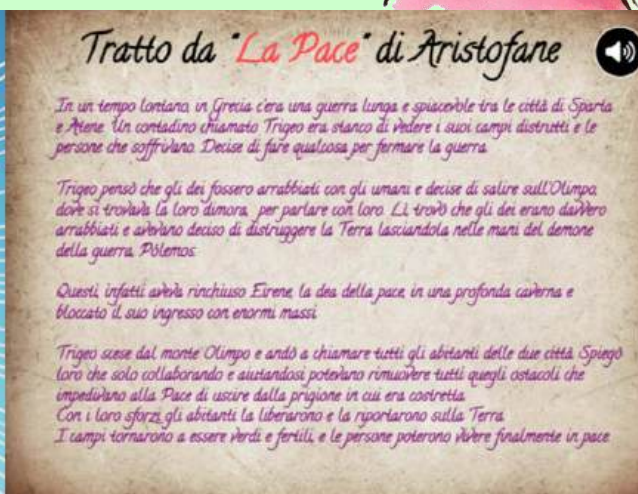 Tratto da "La Pace" di Aristofane
In un tempo lontano, in Grecia c'era una guerra lunga e spiacevole tra le città di Sparta
e Atene. Un contadino chiamato Trigeo era stanco di vedere i suoi campi distrutti e le
persone che soffrivano. Decise di fare qualcosa per fermare la guerra.
Trigeo pensò che gli dei fossero arrabbiati con gli umani e decise di salire sull'Olimpo,
dove si trovava la loro dimora, per parlare con loro. Lì trovò che gli dei erano davvero
arrabbiati e avevano deciso di distruggere la Terra lasciandola nelle mani del demone
della guerra, Pòlemos.
Questi, infatti aveva rinchiuso Eirene, la dea della pace, in una profonda caverna e
bloccato il suo ingresso con enormi massi.
Trigeo scese dal monte Olimpo e andò a chiamare tutti gli abitanti delle due città. Spiegò
loro che solo collaborando e aiutandosi potevano rimuovere tutti quegli ostacoli che
impedivano alla Pace di uscire dalla prigione in cui era costretta.
Con i loro sforzi, gli abitanti la liberarono e la riportarono sulla Terra.
I campi tornarono a essere verdi e fertili, e le persone poterono vivere finalmente in pace.